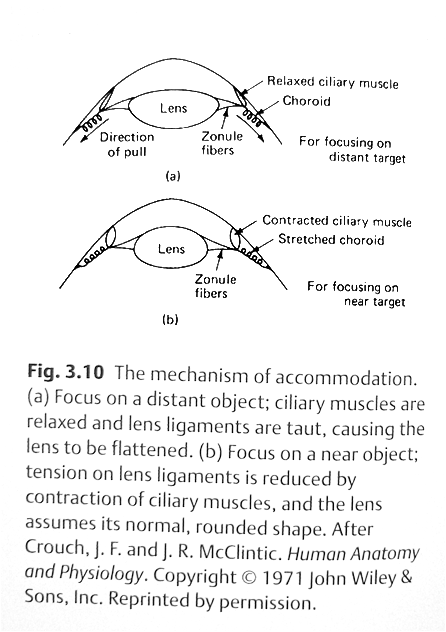 Relaxed ciliary muscle
Choroid
Lens
Direction
of pull
Zonule
fibers
For focusing on
distant target
(a)
Contracted ciliary muscle
Stretched choroid
Lens
Zonule
fibers
For focusing on
near target
(b)
Fig. 3.10 The mechanism of accommodation.
(a) Focus on a distant object; ciliary muscles are
relaxed and lens ligaments are taut, causing the
lens to be flattened. (b) Focus on a near object;
tension on lens ligaments is reduced by
contraction of ciliary muscles, and the lens
assumes its normal, rounded shape. After
Crouch, J. F. and J. R. McClintic. Human Anatomy
and Physiology. Copyright © 1971 John Wiley &
Sons, Inc. Reprinted by permission.